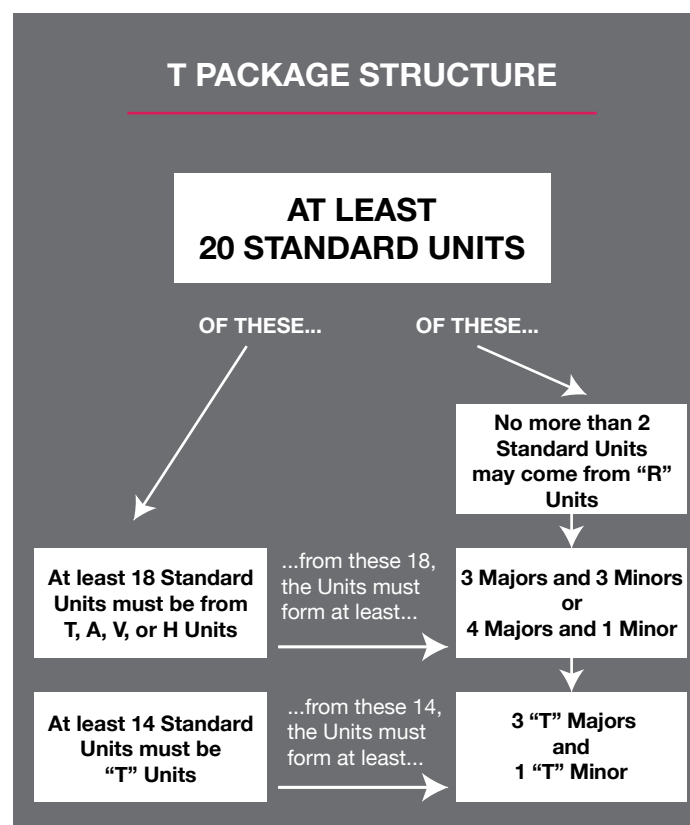 T PACKAGE STRUCTURE
AT LEAST
20 STANDARD UNITS
OF THESE...
OF THESE...
No more than 2
Standard Units
may come from “R”
Units
At least 18 Standard
Units must be from
T, A, V, or H Units
...from these 18,
the Units must
form at least...
3 Majors and 3 Minors
or
4 Majors and 1 Minor
At least 14 Standard
Units must be
“T” Units
...from these 14,
the Units must
form at least...
3 “T” Majors
and
1 “T” Minor